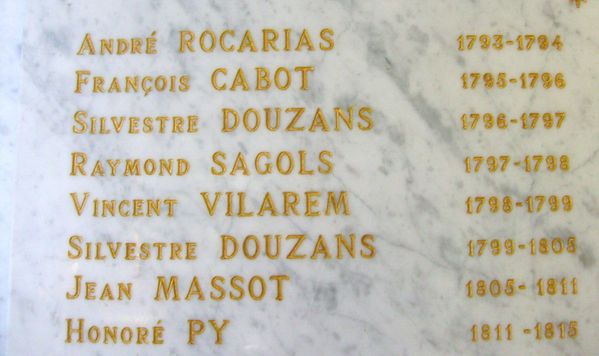 André ROCARIAS 1793-1794
François CABOT 1795-1796
Silvestre DOUZANS 1796-1797
Raymond SAGOLS 1797-1798
Vincent VILAREM 1798-1799
Silvestre DOUZANS 1799-1805
Jean MASSOT 1805-1811
Honoré PY 1811-1815